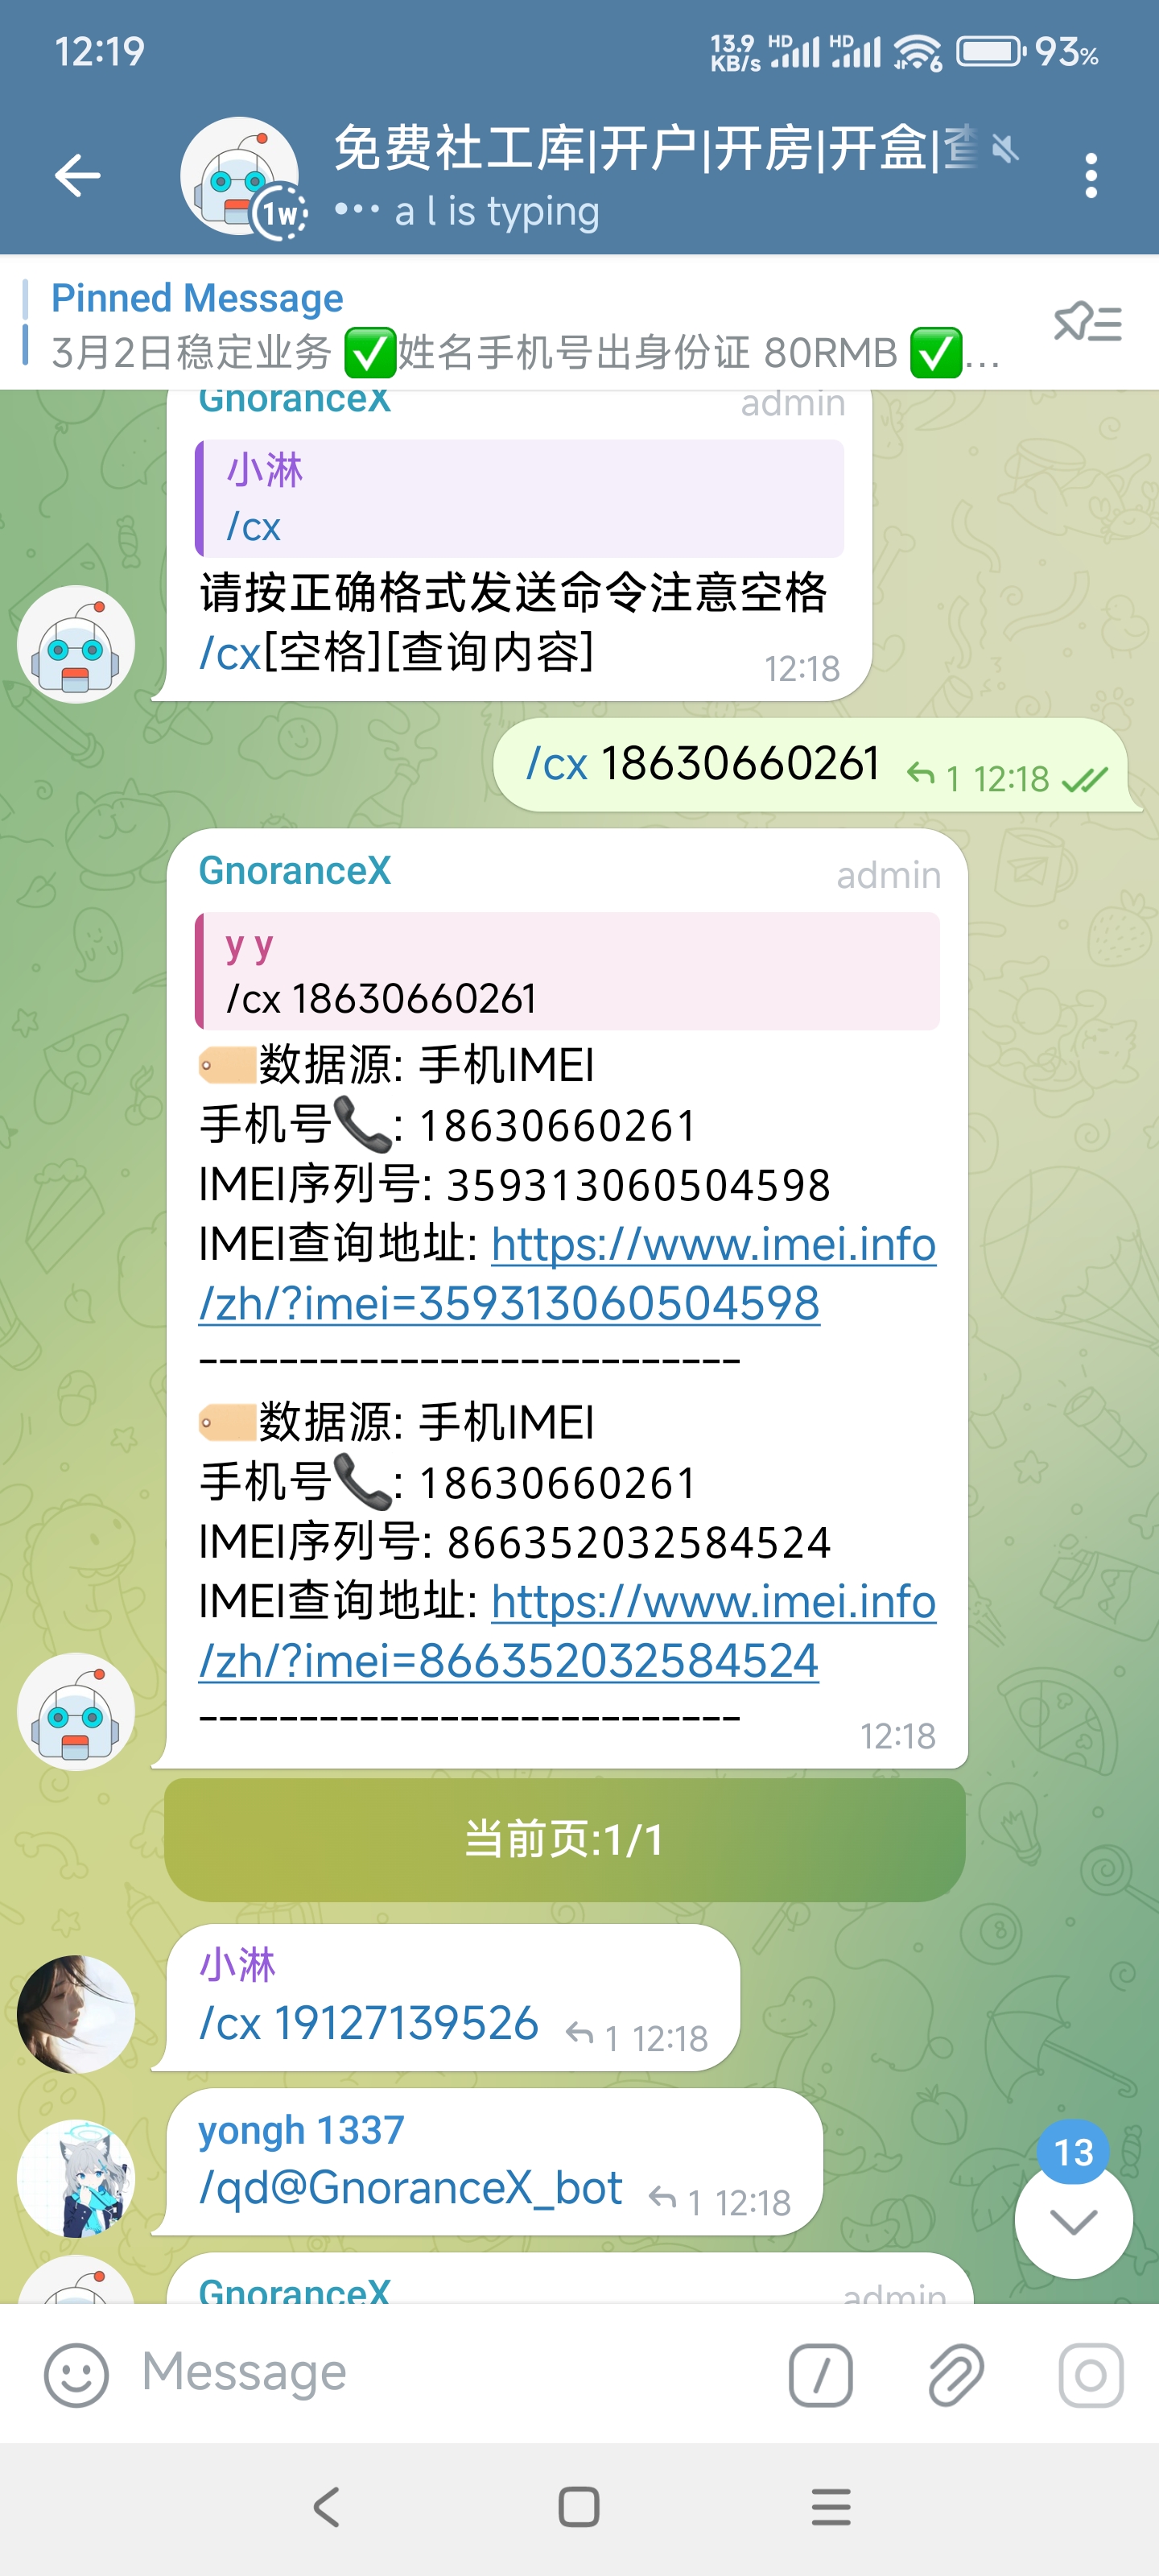 12:19
13.9 KB/s HD HD 6 93%
免费社工库|开户|开房|开盒|查
1w
••• a l is typing
Pinned Message
3月2日稳定业务 ✅姓名手机号出身份证 80RMB ✅...
GnoranceX admin
小淋
/cx
请按正确格式发送命令注意空格
/cx[空格][查询内容]
12:18
/cx 18630660261 1 12:18
GnoranceX admin
y y
/cx 18630660261
🏷️数据源: 手机IMEI
手机号📞: 18630660261
IMEI序列号: 359313060504598
IMEI查询地址: https://www.imei.info
/zh/?imei=359313060504598
---------------------------
🏷️数据源: 手机IMEI
手机号📞: 18630660261
IMEI序列号: 866352032584524
IMEI查询地址: https://www.imei.info
/zh/?imei=866352032584524
---------------------------
12:18
当前页:1/1
小淋
/cx 19127139526 1 12:18
yongh 1337
/qd@GnoranceX_bot 1 12:18
13
GnoranceX admin
Message